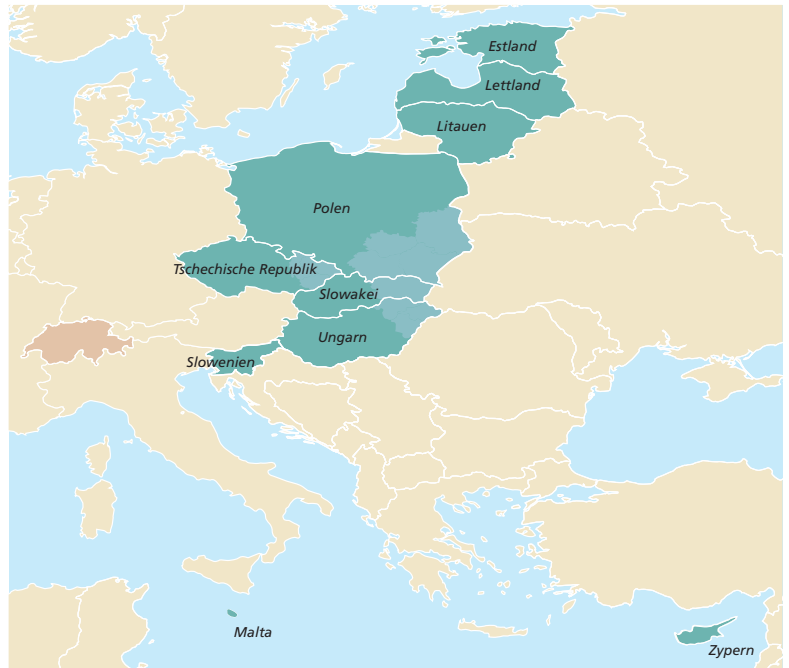 Estland
Lettland
Litauen
Polen
Tschechische Republik
Slowakei
Ungarn
Slowenien
Malta
Zypern